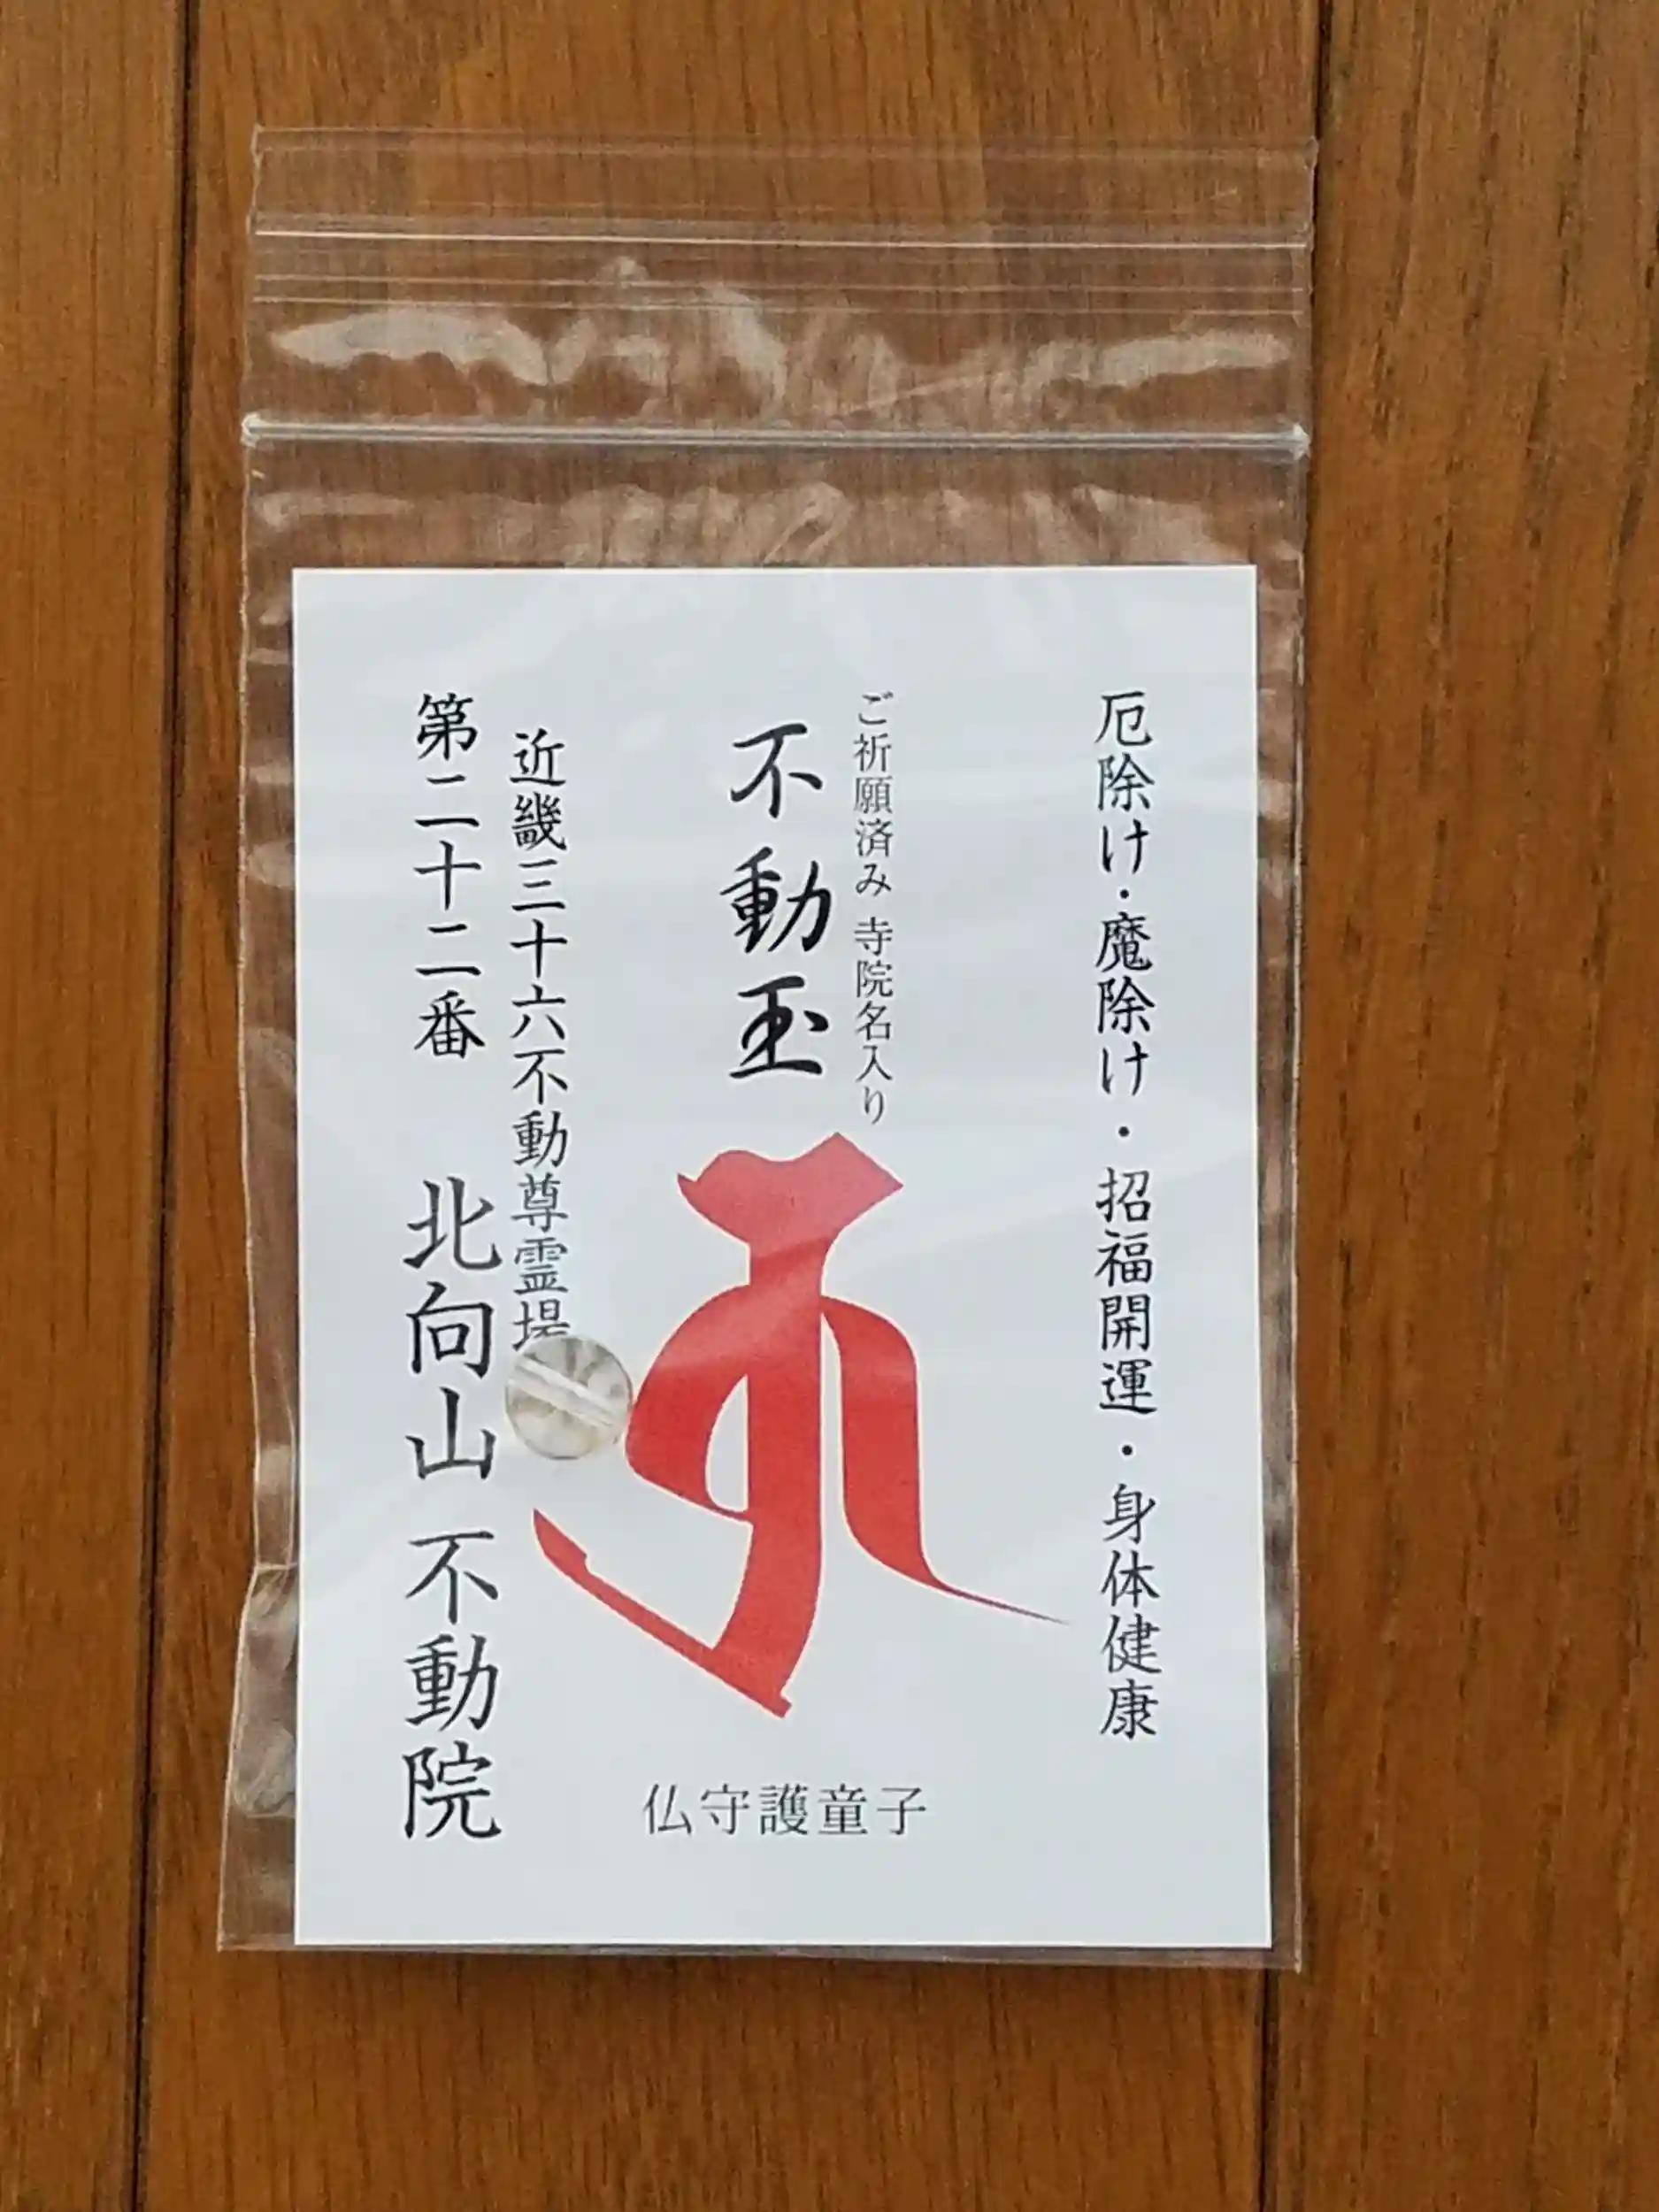 厄除け・魔除け・招福開運・身体健康
ご祈願済み 寺院名入り
不動玉
近畿三十六不動尊霊場
第二十二番 北向山 不動院
仏守護童子